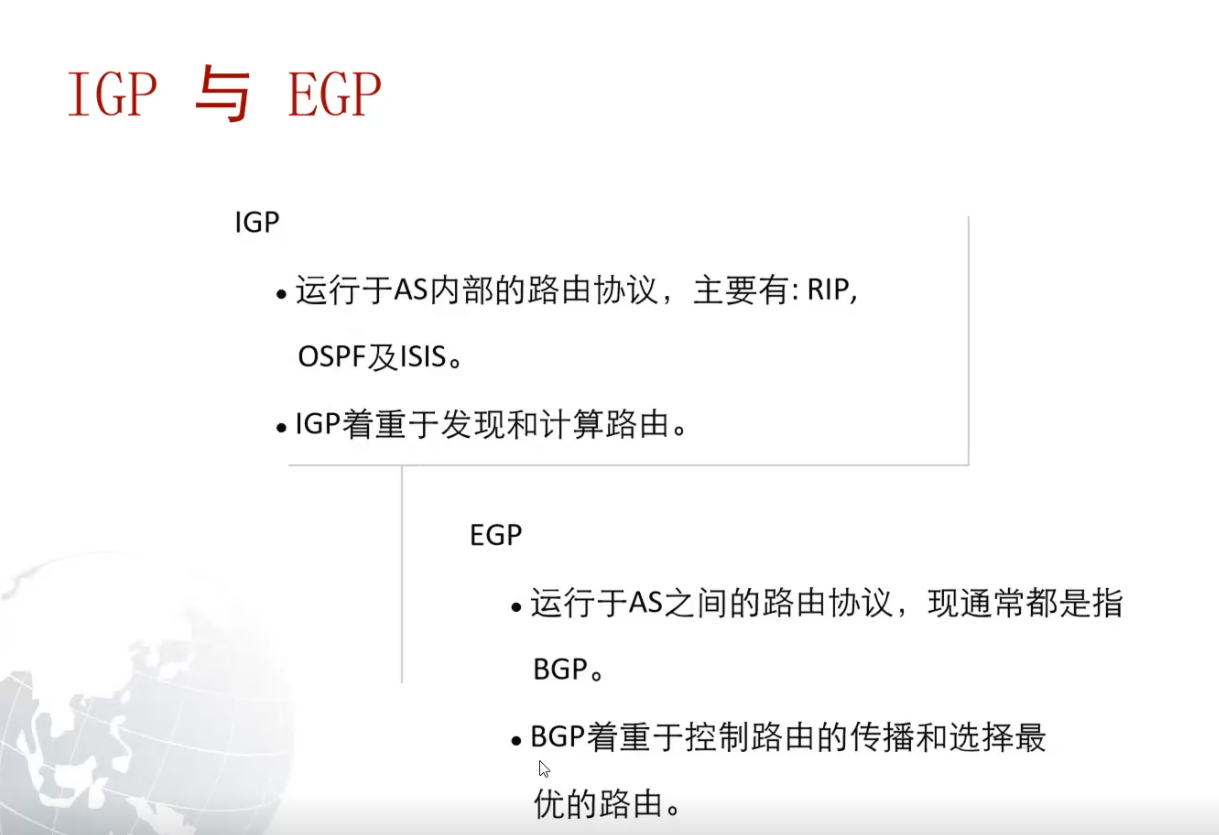 IGP 与 EGP
IGP
•运行于AS内部的路由协议，主要有: RIP,
OSPF及ISIS。
•IGP着重于发现和计算路由。
EGP
•运行于AS之间的路由协议，现通常都是指
BGP。
•BGP着重于控制路由的传播和选择最
优的路由。